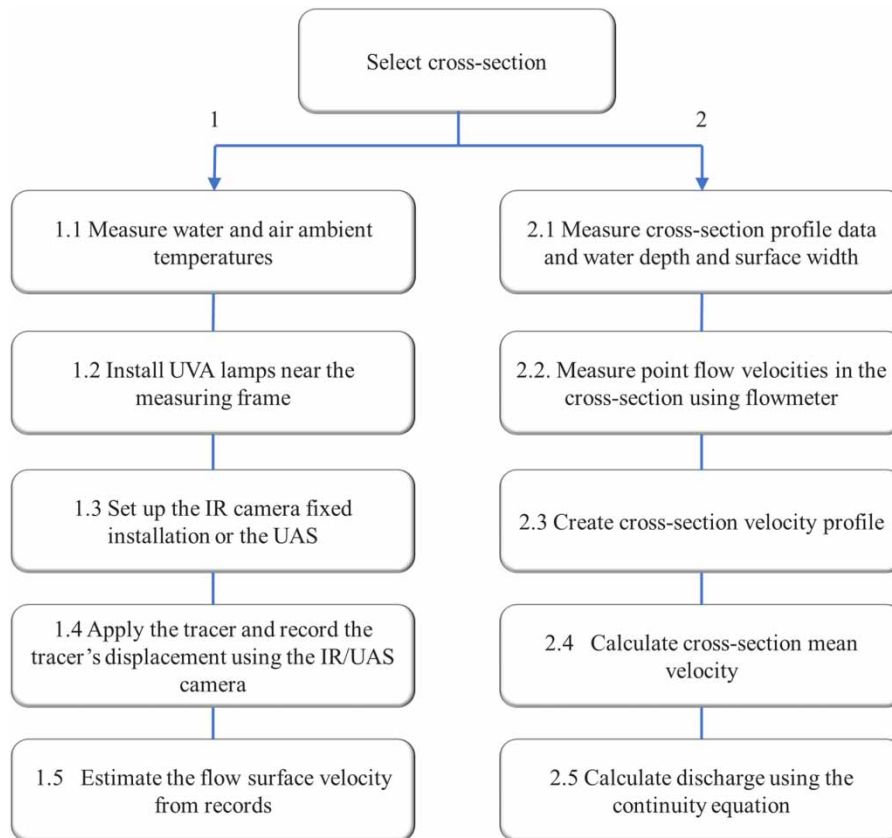 Select cross-section
1
2
1.1 Measure water and air ambient
temperatures
2.1 Measure cross-section profile data
and water depth and surface width
1.2 Install UVA lamps near the
measuring frame
2.2. Measure point flow velocities in the
cross-section using flowmeter
1.3 Set up the IR camera fixed
installation or the UAS
2.3 Create cross-section velocity profile
1.4 Apply the tracer and record the
tracer’s displacement using the IR/UAS
camera
2.4 Calculate cross-section mean
velocity
1.5 Estimate the flow surface velocity
from records
2.5 Calculate discharge using the
continuity equation